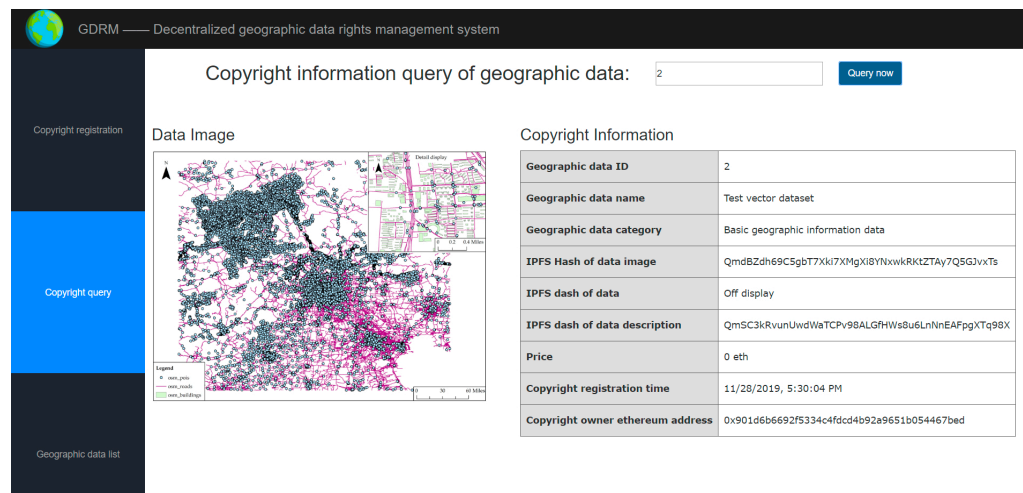 GDRM —— Decentralized geographic data rights management system
Copyright information query of geographic data: 2 Query now
Copyright registration
Copyright query
Geographic data list
Data Image
N
Detail display
0 0.2 0.4 Miles
Legend
osm_pois
osm_roads
osm_buildings
0 30 60 Miles
Copyright Information
Geographic data ID 2
Geographic data name Test vector dataset
Geographic data category Basic geographic information data
IPFS Hash of data image QmdBZdh69C5gbT7Xki7XMgXi8YNxwkRKtZTAy7Q5GJvxTs
IPFS dash of data Off display
IPFS dash of data description QmSC3kRvunUwdWaTCPv98ALGfHWs8u6LnNnEAFpgXTq98X
Price 0 eth
Copyright registration time 11/28/2019, 5:30:04 PM
Copyright owner ethereum address 0x901d6b6692f5334c4fdcd4b92a9651b054467bed